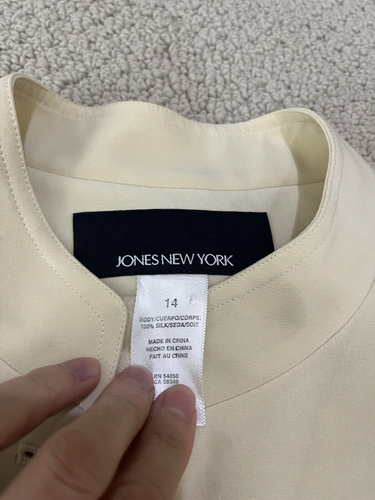 JONES NEW YORK
14
BODY/CUERPO/CORPS:
100% SILK/SEDA/SOIE
MADE IN CHINA
HECHO EN CHINA
FAIT AU CHINE
RN 54050
CA 08349